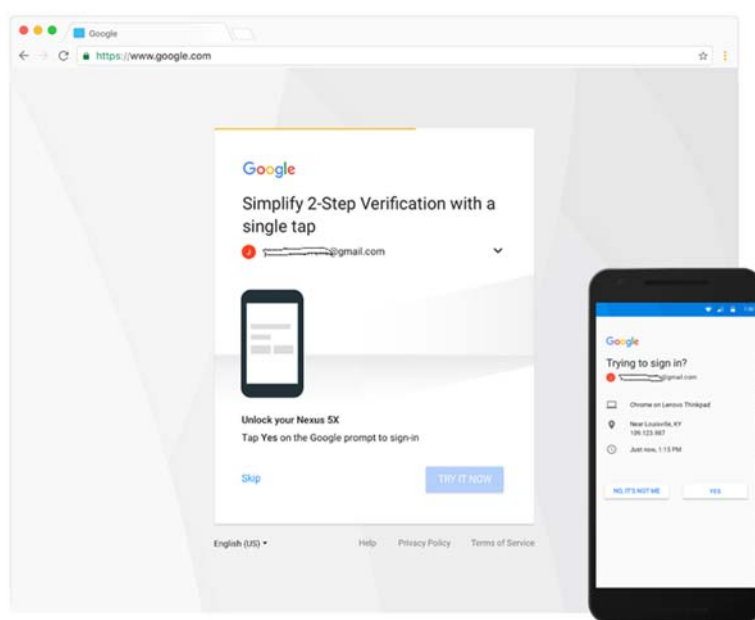 Google
https://www.google.com
Google
Simplify 2-Step Verification with a
single tap
J @gmail.com
Unlock your Nexus 5X
Tap Yes on the Google prompt to sign-in
Skip
TRY IT NOW
English (US)
Help Privacy Policy Terms of Service
Google
Trying to sign in?
J @gmail.com
Chrome on Lenovo Thinkpad
Near Louisville, KY
109.123.987
Just now, 1:15 PM
NO, IT'S NOT ME YES